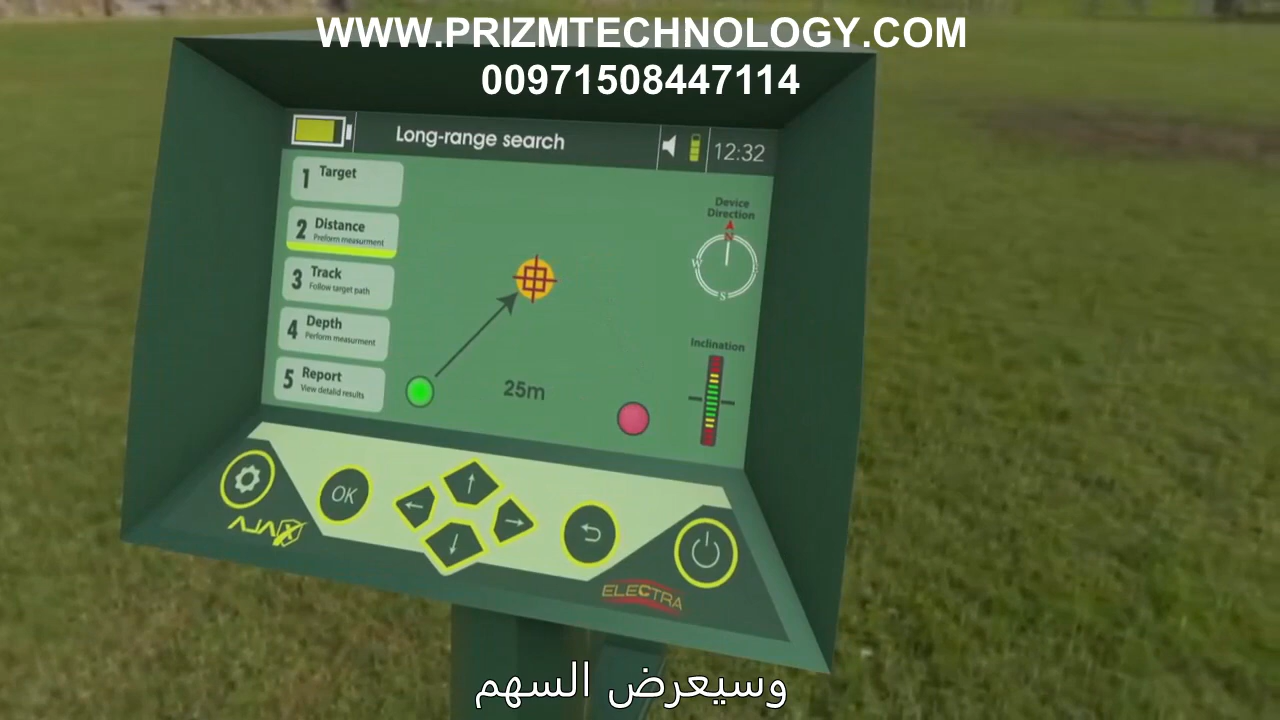 WWW.PRIZMTECHNOLOGY.COM
00971508447114
Long-range search
12:32
1 Target
2 Distance
Preform measurment
3 Track
Follow target path
4 Depth
Perform measurment
5 Report
View detalid results
25m
Device
Direction
N
W
S
Inclination
OK
AJAX
ELECTRA
وسيعرض السهم